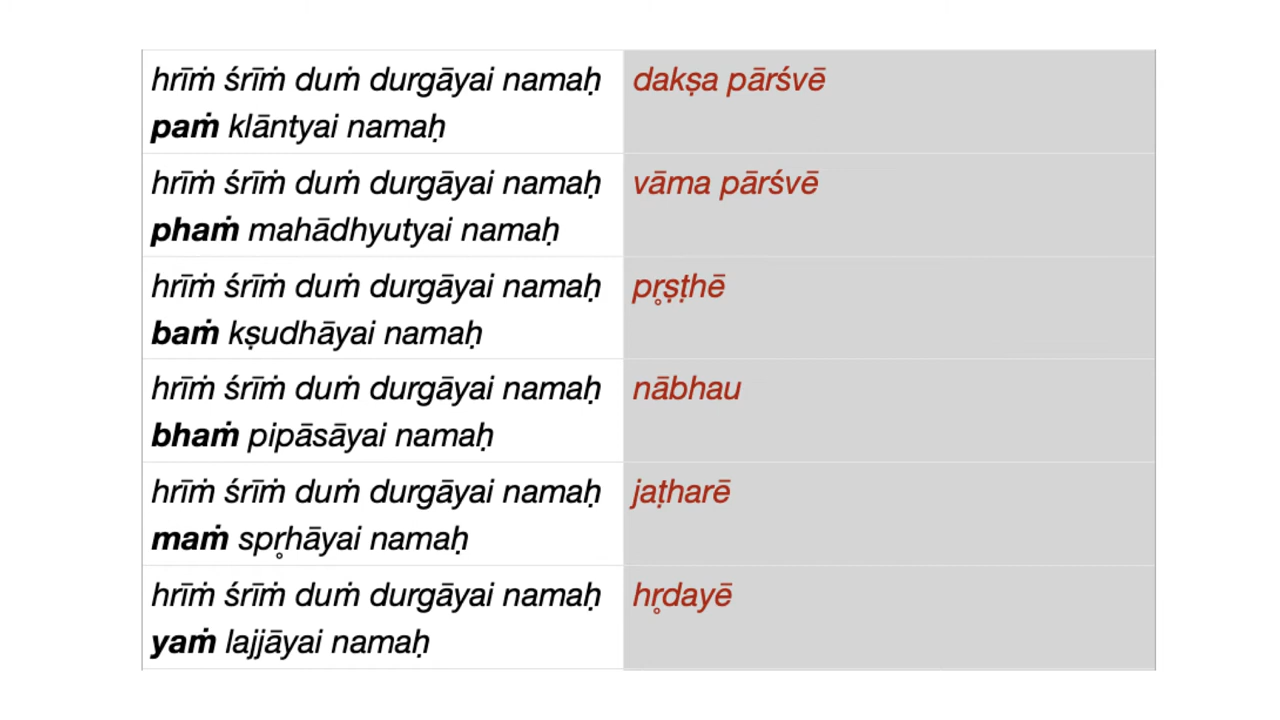 hrīṁ śrīṁ duṁ durgāyai namaḥ
dakṣa pārśvē
paṁ klāntyai namaḥ
hrīṁ śrīṁ duṁ durgāyai namaḥ
vāma pārśvē
phaṁ mahādhyutyai namaḥ
hrīṁ śrīṁ duṁ durgāyai namaḥ
pr̥ṣṭhē
baṁ kṣudhāyai namaḥ
hrīṁ śrīṁ duṁ durgāyai namaḥ
nābhau
bhaṁ pipāsāyai namaḥ
hrīṁ śrīṁ duṁ durgāyai namaḥ
jaṭharē
maṁ spr̥hāyai namaḥ
hrīṁ śrīṁ duṁ durgāyai namaḥ
hr̥dayē
yaṁ lajjāyai namaḥ